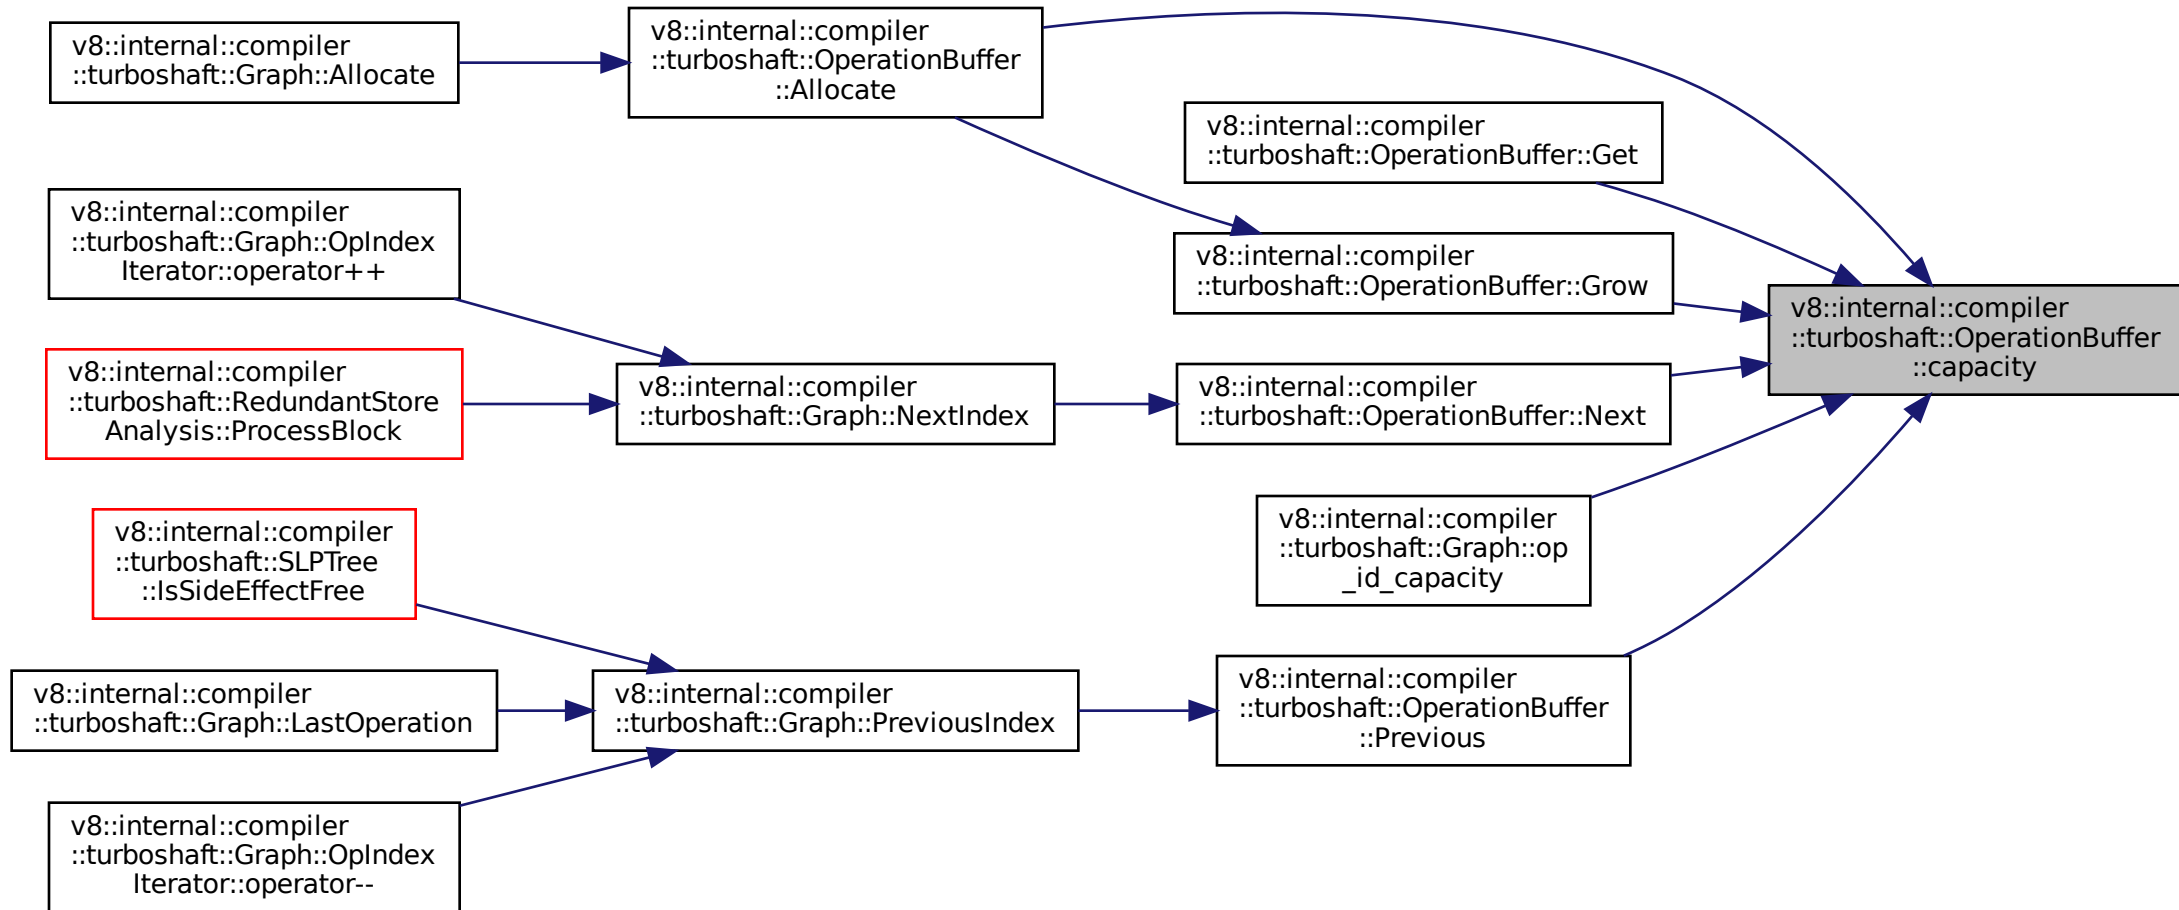 v8::internal::compiler
::turboshaft::Graph::Allocate
v8::internal::compiler
::turboshaft::OperationBuffer
::Allocate
v8::internal::compiler
::turboshaft::OperationBuffer::Get
v8::internal::compiler
::turboshaft::Graph::OpIndex
Iterator::operator++
v8::internal::compiler
::turboshaft::OperationBuffer::Grow
v8::internal::compiler
::turboshaft::OperationBuffer
::capacity
v8::internal::compiler
::turboshaft::RedundantStore
Analysis::ProcessBlock
v8::internal::compiler
::turboshaft::Graph::NextIndex
v8::internal::compiler
::turboshaft::OperationBuffer::Next
v8::internal::compiler
::turboshaft::Graph::op
_id_capacity
v8::internal::compiler
::turboshaft::SLPTree
::IsSideEffectFree
v8::internal::compiler
::turboshaft::Graph::LastOperation
v8::internal::compiler
::turboshaft::Graph::PreviousIndex
v8::internal::compiler
::turboshaft::OperationBuffer
::Previous
v8::internal::compiler
::turboshaft::Graph::OpIndex
Iterator::operator--